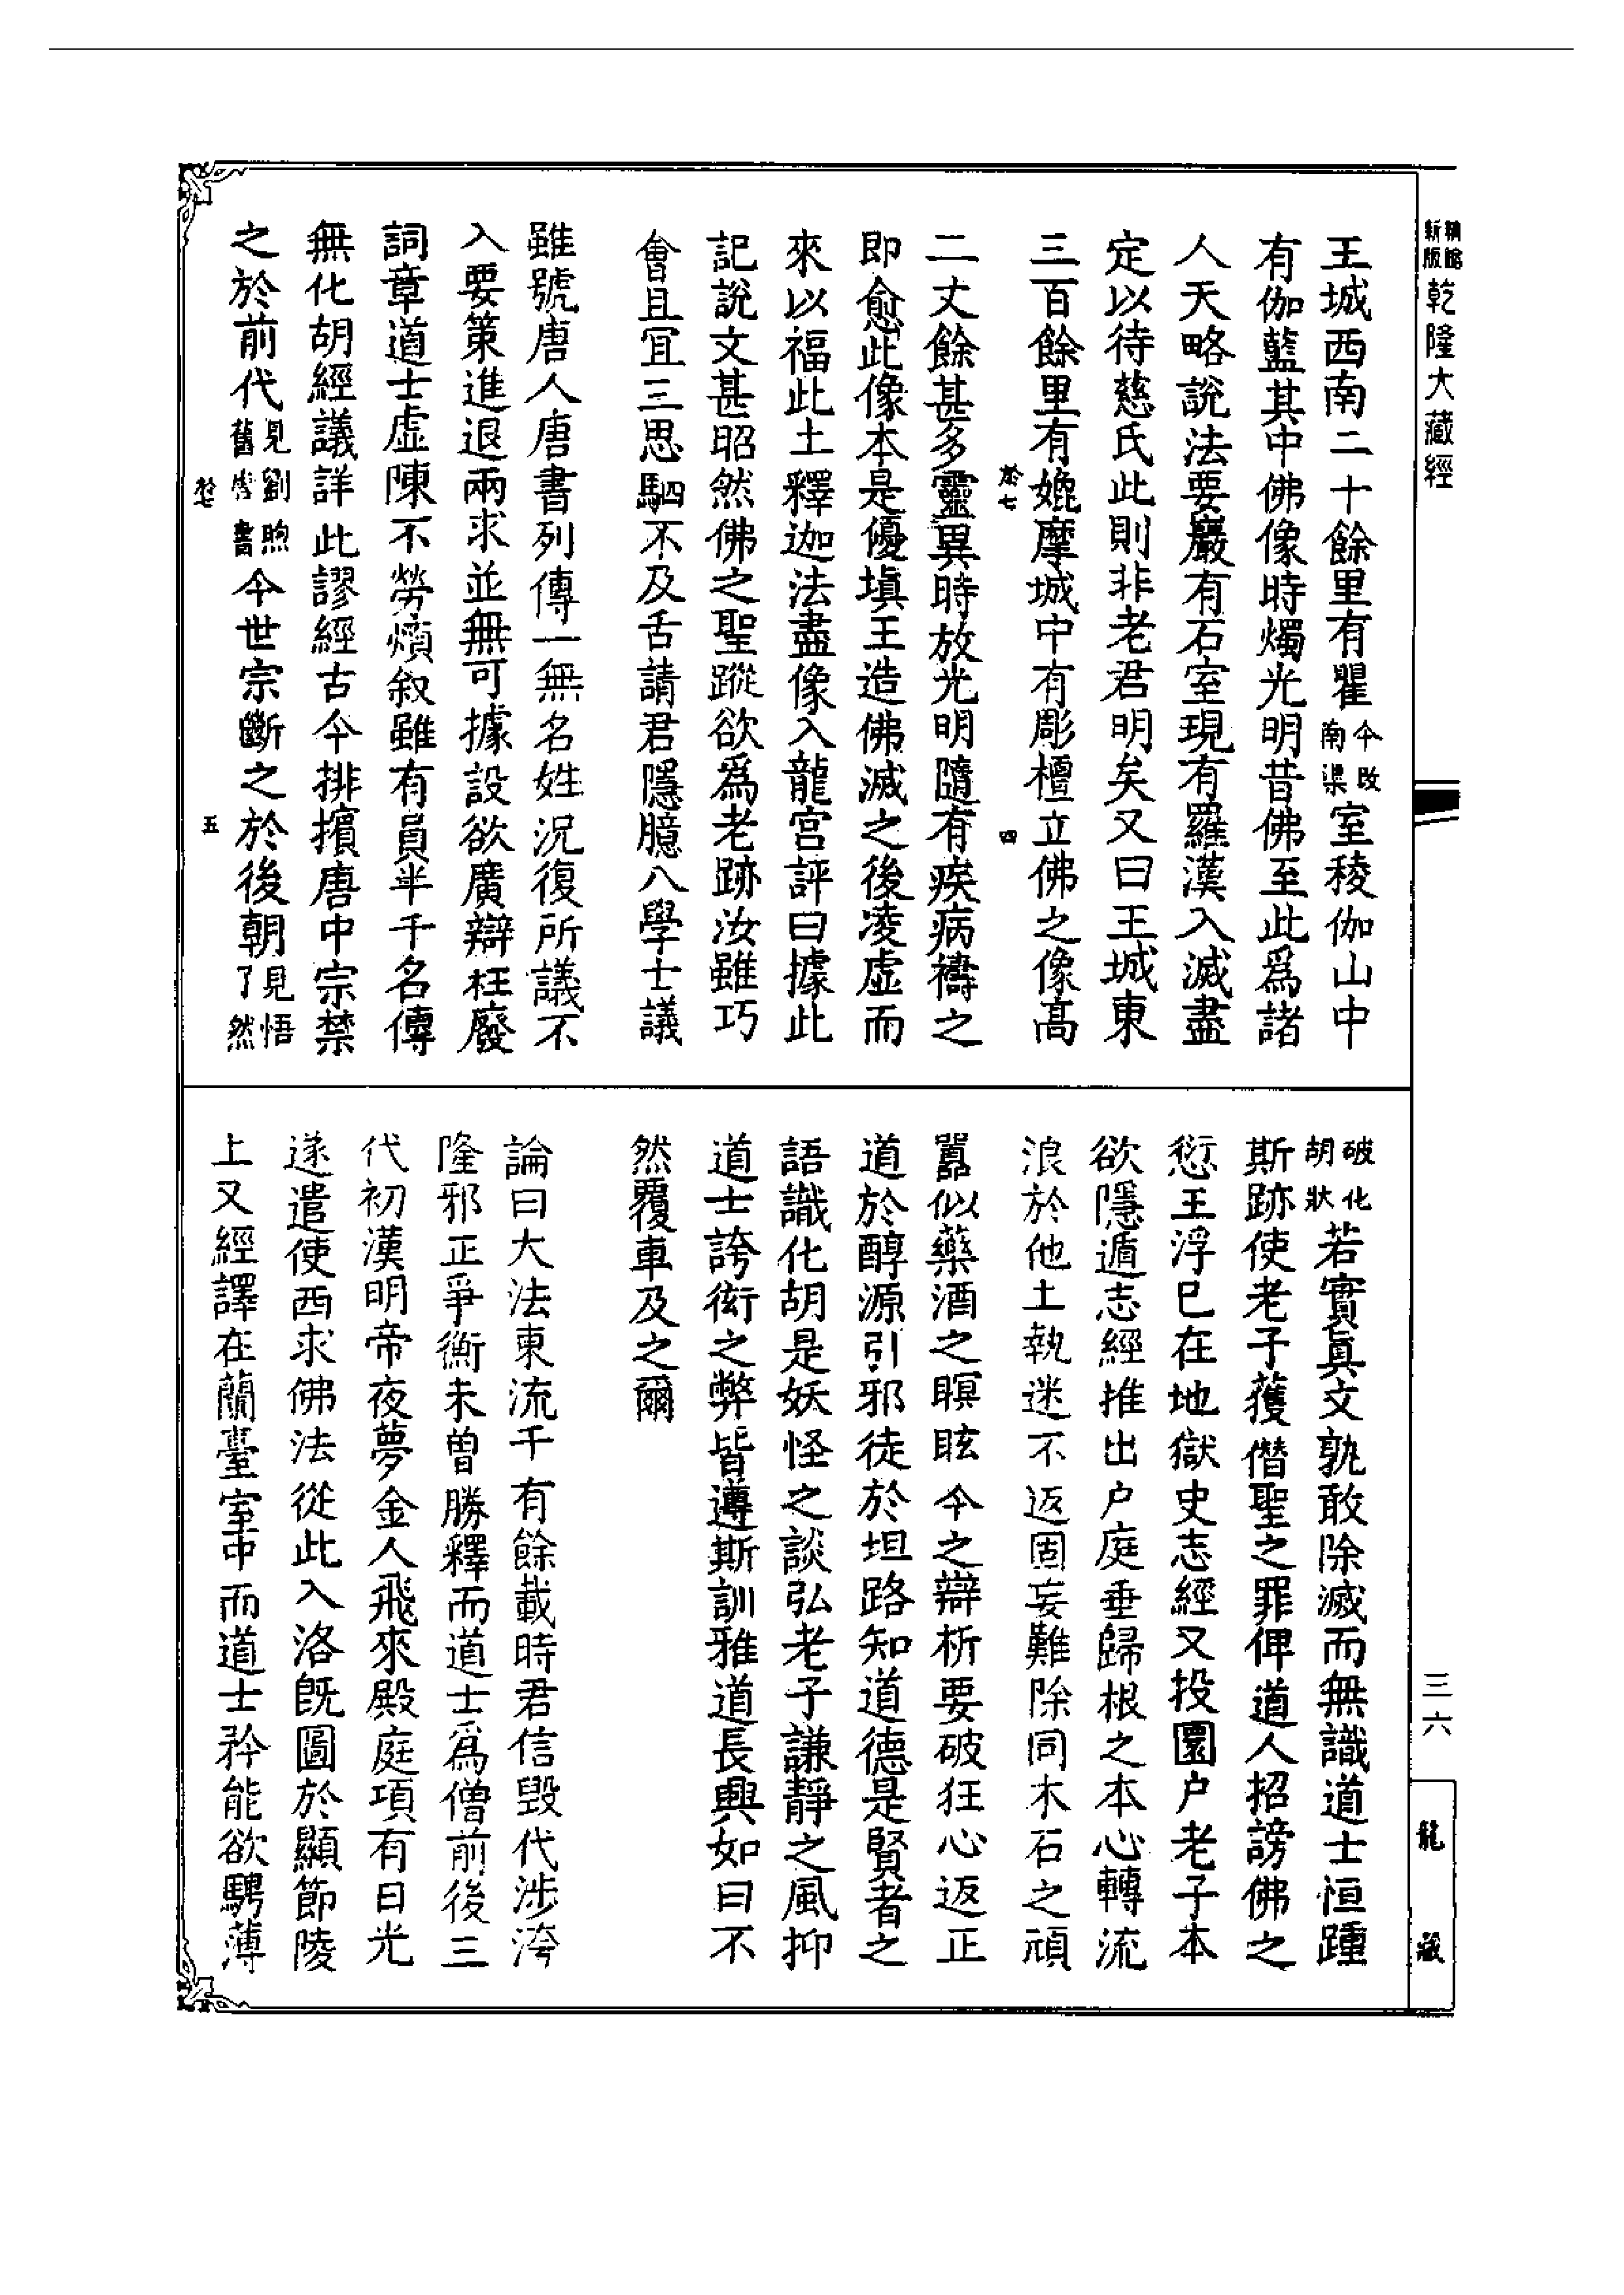 精縮新版乾隆大藏經
三六
龍藏
王城西南二十餘里有瞿今改南㮚室稜伽山中
有伽藍其中佛像時燭光明昔佛至此爲諸
人天略說法要巖有石室現有羅漢入滅盡
定以待慈氏此則非老君明矣又曰王城東
三百餘里有媲摩城中有彫檀立佛之像高
於七 四
二丈餘甚多靈異時放光明隨有疾病禱之
即愈此像本是優塡王造佛滅之後凌虛而
來以福此土釋迦法盡像入龍宮評曰據此
記說文甚昭然佛之聖蹤欲爲老跡汝雖巧
會且冝三思駟不及舌請君隱臆八學士議
雖號唐人唐書列傳一無名姓況復所議不
入要策進退兩求並無可據設欲廣辯枉廢
詞章道士虛陳不勞煩叙雖有員半千名傳
無化胡經議詳此謬經古今排擯唐中宗禁
之於前代見劉煦舊唐書今世宗斷之於後朝見悟了然
於七 五
破化胡狀若實眞文孰敢除滅而無識道士恒踵
斯跡使老子獲僭聖之罪俾道人招謗佛之
愆王浮巳在地獄史志經又投圜户老子本
欲隱遁志經推出户庭垂歸根之本心轉流
浪於他土執迷不返固妄難除同木石之頑
嚚似藥酒之瞑眩今之辯析要破狂心返正
道於醇源引邪徒於坦路知道德是賢者之
語識化胡是妖怪之談弘老子謙靜之風抑
道士誇衒之弊皆遵斯訓雅道長興如曰不
然覆車及之爾
論曰大法東流千有餘載時君信毀代涉洿
隆邪正爭衡未曽勝釋而道士爲僧前後三
代初漢明帝夜夢金人飛來殿庭項有日光
遂遣使西求佛法從此入洛旣圖於顯節陵
上又經譯在蘭臺室中而道士矜能欲騁薄